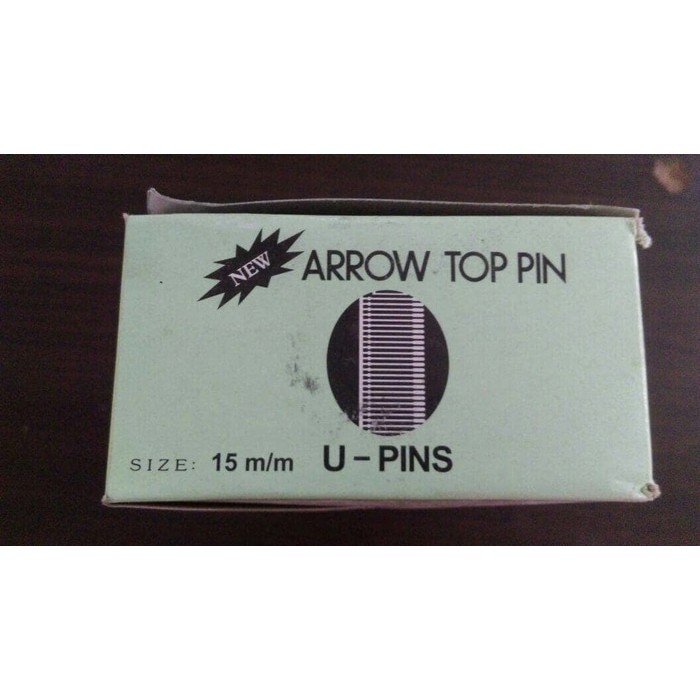 NEW
ARROW TOP PIN
SIZE: 15 m/m U-PINS